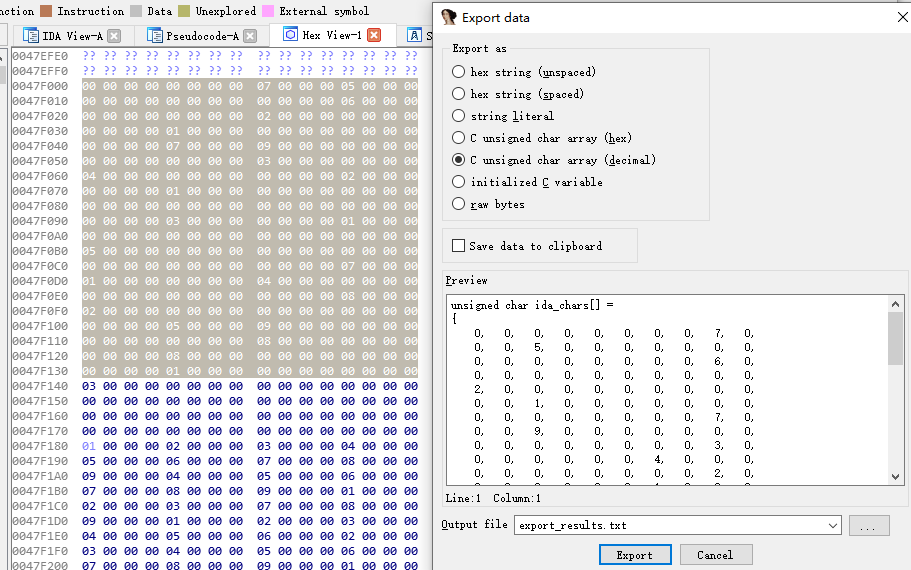 nction Instruction Data Unexplored External symbol
IDA View-A Pseudocode-A Hex View-1 S
0047EFE0 ?? ?? ?? ?? ?? ?? ?? ?? ?? ?? ?? ?? ?? ?? ?? ??
0047EFF0 ?? ?? ?? ?? ?? ?? ?? ?? ?? ?? ?? ?? ?? ?? ?? ??
0047F000 00 00 00 00 00 00 00 00 07 00 00 00 05 00 00 00
0047F010 00 00 00 00 00 00 00 00 00 00 00 00 06 00 00 00
0047F020 00 00 00 00 00 00 00 00 02 00 00 00 00 00 00 00
0047F030 00 00 00 00 01 00 00 00 00 00 00 00 00 00 00 00
0047F040 00 00 00 00 07 00 00 00 09 00 00 00 00 00 00 00
0047F050 00 00 00 00 00 00 00 00 03 00 00 00 00 00 00 00
0047F060 04 00 00 00 00 00 00 00 00 00 00 00 02 00 00 00
0047F070 00 00 00 00 01 00 00 00 00 00 00 00 00 00 00 00
0047F080 00 00 00 00 00 00 00 00 00 00 00 00 00 00 00 00
0047F090 00 00 00 00 03 00 00 00 00 00 00 00 01 00 00 00
0047F0A0 00 00 00 00 00 00 00 00 00 00 00 00 00 00 00 00
0047F0B0 05 00 00 00 00 00 00 00 00 00 00 00 00 00 00 00
0047F0C0 00 00 00 00 00 00 00 00 00 00 00 00 07 00 00 00
0047F0D0 01 00 00 00 00 00 00 00 04 00 00 00 00 00 00 00
0047F0E0 00 00 00 00 00 00 00 00 00 00 00 00 08 00 00 00
0047F0F0 02 00 00 00 00 00 00 00 00 00 00 00 00 00 00 00
0047F100 00 00 00 00 05 00 00 00 09 00 00 00 00 00 00 00
0047F110 00 00 00 00 00 00 00 00 08 00 00 00 00 00 00 00
0047F120 00 00 00 00 08 00 00 00 00 00 00 00 00 00 00 00
0047F130 00 00 00 00 01 00 00 00 00 00 00 00 00 00 00 00
0047F140 03 00 00 00 00 00 00 00 00 00 00 00 00 00 00 00
0047F150 00 00 00 00 00 00 00 00 00 00 00 00 00 00 00 00
0047F160 00 00 00 00 00 00 00 00 00 00 00 00 00 00 00 00
0047F170 00 00 00 00 00 00 00 00 00 00 00 00 00 00 00 00
0047F180 01 00 00 00 02 00 00 00 03 00 00 00 04 00 00 00
0047F190 05 00 00 00 06 00 00 00 07 00 00 00 08 00 00 00
0047F1A0 09 00 00 00 04 00 00 00 05 00 00 00 06 00 00 00
0047F1B0 07 00 00 00 08 00 00 00 09 00 00 00 01 00 00 00
0047F1C0 02 00 00 00 03 00 00 00 07 00 00 00 08 00 00 00
0047F1D0 09 00 00 00 01 00 00 00 02 00 00 00 03 00 00 00
0047F1E0 04 00 00 00 05 00 00 00 06 00 00 00 02 00 00 00
0047F1F0 03 00 00 00 04 00 00 00 05 00 00 00 06 00 00 00
0047F200 07 00 00 00 08 00 00 00 09 00 00 00 01 00 00 00
Export data
Export as
hex string (unspaced)
hex string (spaced)
string literal
C unsigned char array (hex)
C unsigned char array (decimal)
initialized C variable
raw bytes
Save data to clipboard
Preview
unsigned char ida_chars[] =
{
0, 0, 0, 0, 0, 0, 0, 0, 7, 0,
0, 0, 5, 0, 0, 0, 0, 0, 0, 0,
0, 0, 0, 0, 0, 0, 0, 0, 6, 0,
0, 0, 0, 0, 0, 0, 0, 0, 0, 0,
2, 0, 0, 0, 0, 0, 0, 0, 0, 0,
0, 0, 1, 0, 0, 0, 0, 0, 0, 0,
0, 0, 0, 0, 0, 0, 0, 0, 7, 0,
0, 0, 9, 0, 0, 0, 0, 0, 0, 0,
0, 0, 0, 0, 0, 0, 0, 0, 3, 0,
0, 0, 0, 0, 0, 0, 4, 0, 0, 0,
0, 0, 0, 0, 0, 0, 0, 0, 2, 0,
Line:1 Column:1
Output file export_results.txt ...
Export Cancel